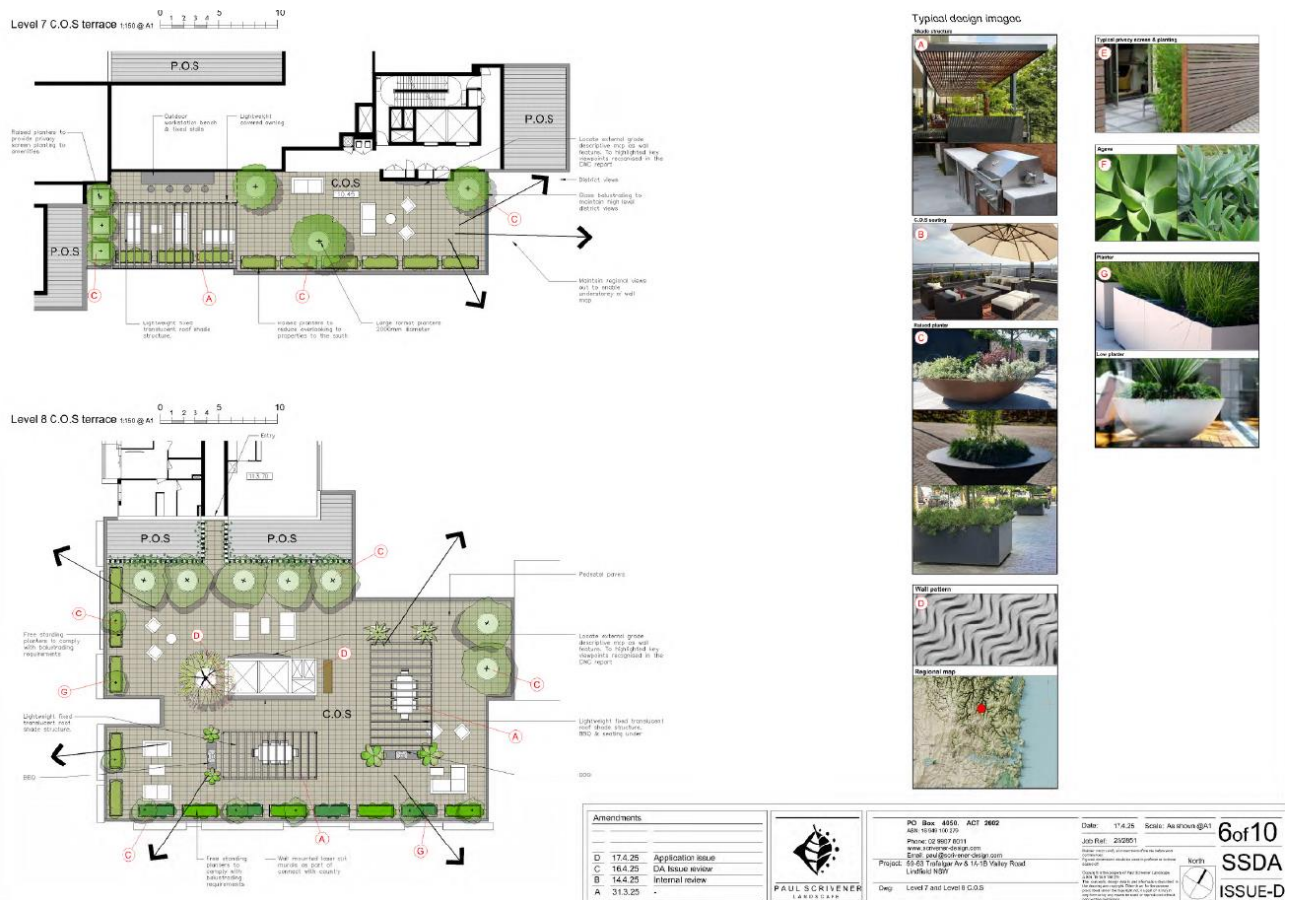 Level 7 C.O.S terrace 1:150 @ A1
0 1 2 3 4 5 10
P.O.S
Outdoor
workstation bench
& fixed stools
Lightweight
covered awning
Raised planters to
provide privacy
screen planting to
amenities
P.O.S
Locate external grade
descriptive map as wall
feature. To highlighted key
viewpoints recognised in the
CNC report
C.O.S
District views
Glass balustrading to
maintain high level
district views
P.O.S
C
C
A
C
Maintain regional views
out to enable
understorey of wall
map
Lightweight fixed
translucent roof shade
structure.
Raised planters to
reduce overlooking to
properties to the south
Large format planters
2000mm diameter
Level 8 C.O.S terrace 1:150 @ A1
0 1 2 3 4 5 10
Entry
P.O.S
P.O.S
C
Pedestal pavers
C
Free standing
planters to comply
with balustrading
requirements
D
Locate external grade
descriptive map as wall
feature. To highlighted key
viewpoints recognised in the
CNC report
D
C
G
C.O.S
Lightweight fixed
translucent roof
shade structure.
Lightweight fixed translucent
roof shade structure.
BBQ & seating under
A
BBQ
BBQ
C
A
G
Free standing
planters to
comply with
balustrading
requirements
Wall mounted laser cut
murals as part of
connect with country
Typical design images
Shade structure
A
C.O.S seating
B
Raised planter
C
Wall pattern
D
Regional map
Typical privacy screen & planting
E
Agave
F
Planter
G
Low planter
Amendments
D 17.4.25 Application issue
C 16.4.25 DA Issue review
B 14.4.25 Internal review
A 31.3.25 -
PAUL SCRIVENER
LANDSCAPE
PO Box 4050. ACT 2602
Phone: 02 9907 8011
www.scrivener-design.com
Email: paul@scrivener-design.com
Project:
Lindfield NSW
Dwg: Level 7 and Level 8 C.O.S
Date: 17.4.25 Scale: As shown @A1
Job Ref:
North
6of10
SSDA
ISSUE-D